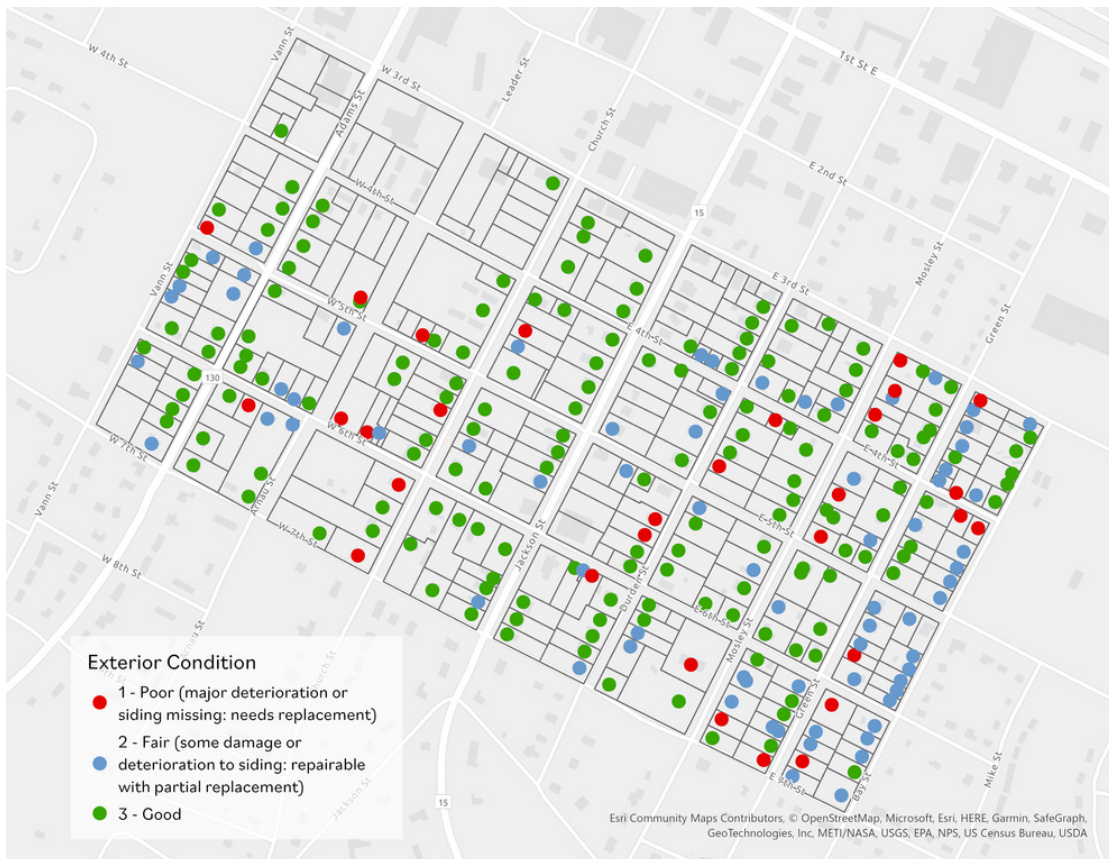 Vann St
W 4th St
W 3rd St
Leader St
1st St E
Adams St
Church St
E 2nd St
W 4th St
15
Mosley St
Vann St
E 3rd St
W 5th St
E 4th St
Green St
130
W 6th St
E 4th St
W 7th St
Vann St
Arnau St
W 7th St
Jackson St
E 5th St
W 8th St
Durden St
E 6th St
Mosley St
Arnau St
Green St
Jackson St
15
E 7th St
Bay St
Mike St
Exterior Condition
1 - Poor (major deterioration or
siding missing: needs replacement)
2 - Fair (some damage or
deterioration to siding: repairable
with partial replacement)
3 - Good
Esri Community Maps Contributors, © OpenStreetMap, Microsoft, Esri, HERE, Garmin, SafeGraph,
GeoTechnologies, Inc, METI/NASA, USGS, EPA, NPS, US Census Bureau, USDA